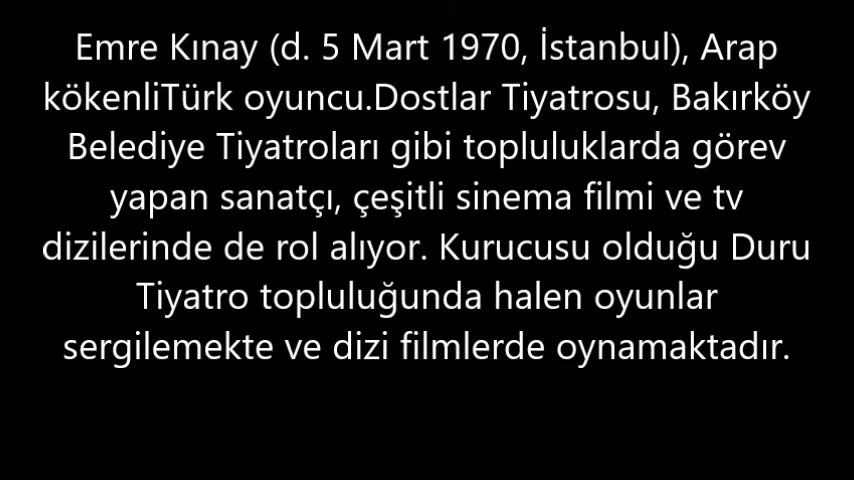 Emre Kınay (d. 5 Mart 1970, İstanbul), Arap
kökenliTürk oyuncu.Dostlar Tiyatrosu, Bakırköy
Belediye Tiyatroları gibi topluluklarda görev
yapan sanatçı, çeşitli sinema filmi ve tv
dizilerinde de rol alıyor. Kurucusu olduğu Duru
Tiyatro topluluğunda halen oyunlar
sergilemekte ve dizi filmlerde oynamaktadır.